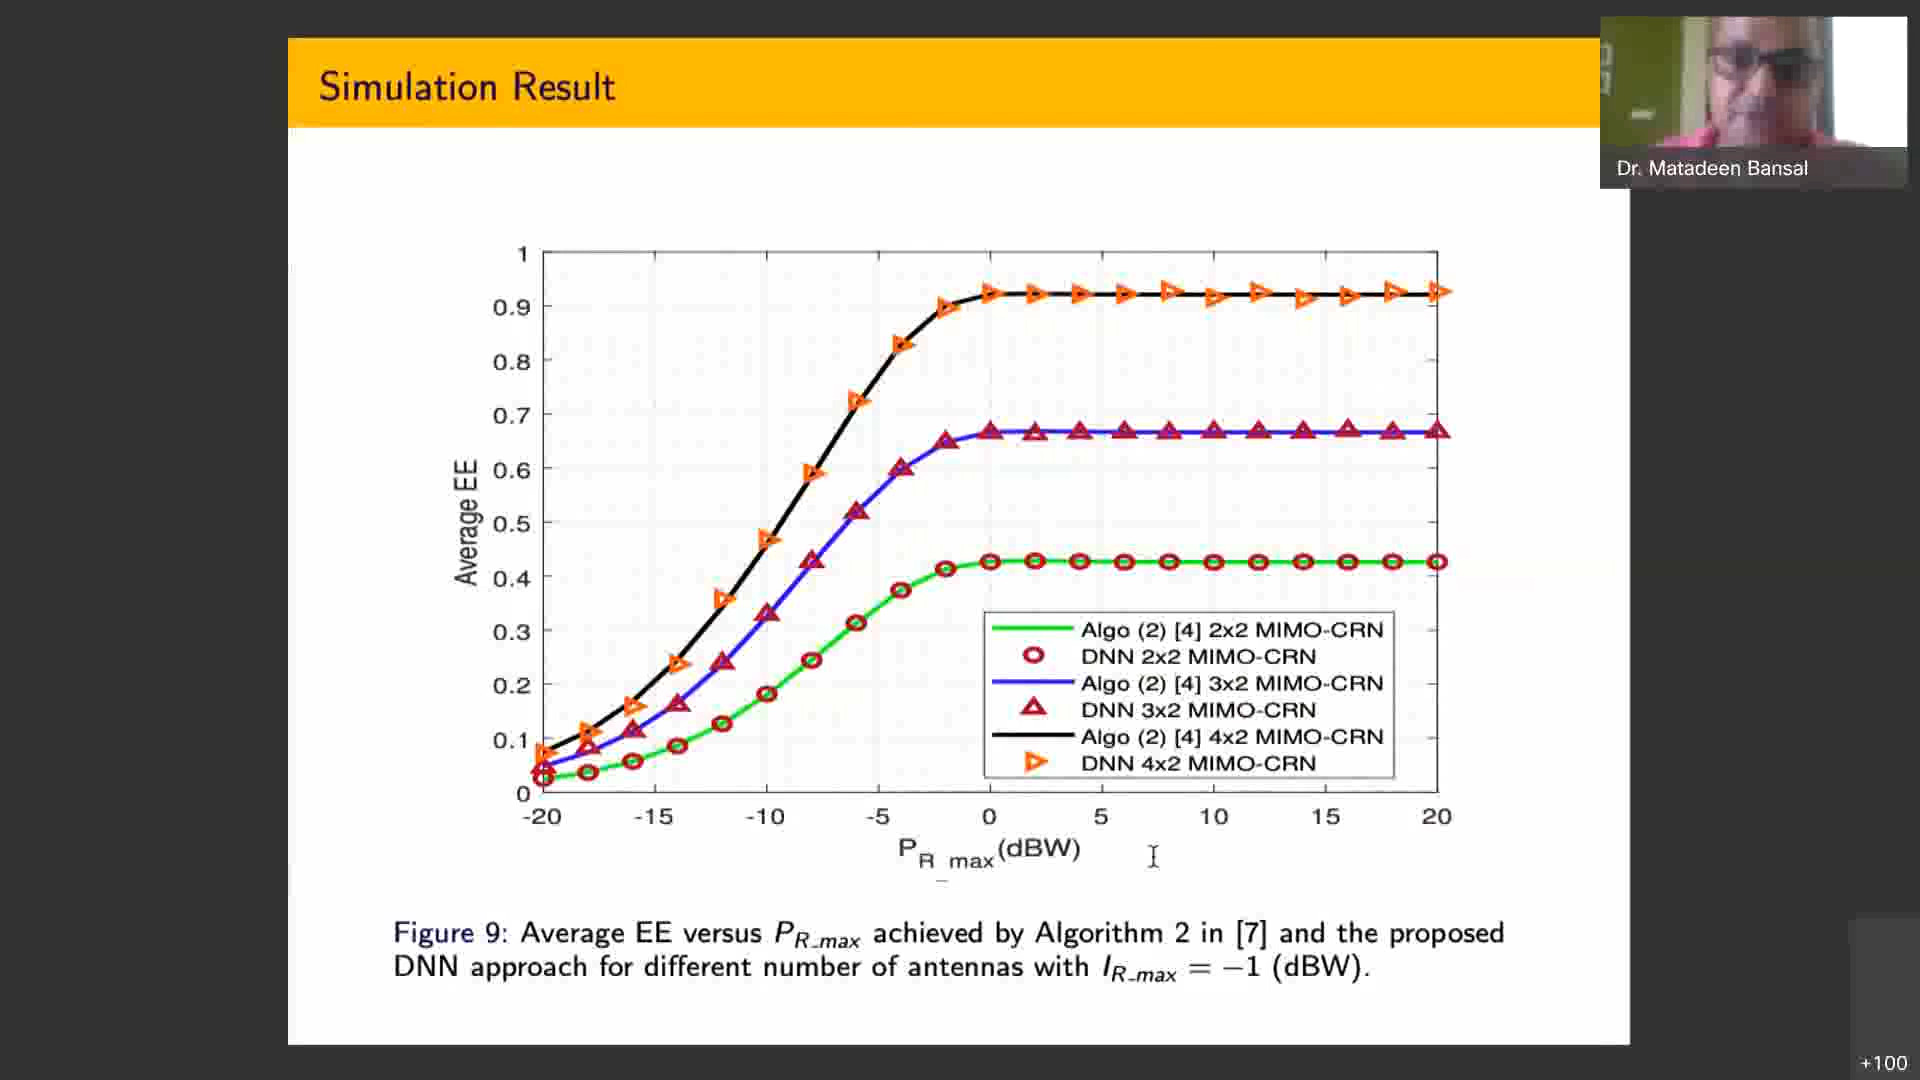 Simulation Result
Dr. Matadeen Bansal
1
0.9
0.8
0.7
0.6
0.5
0.4
0.3
0.2
0.1
0
Average EE
-20 -15 -10 -5 0 5 10 15 20
P_R_max(dBW)
Algo (2) [4] 2x2 MIMO-CRN
DNN 2x2 MIMO-CRN
Algo (2) [4] 3x2 MIMO-CRN
DNN 3x2 MIMO-CRN
Algo (2) [4] 4x2 MIMO-CRN
DNN 4x2 MIMO-CRN
Figure 9: Average EE versus P_R_max achieved by Algorithm 2 in [7] and the proposed
DNN approach for different number of antennas with I_R_max = −1 (dBW).
+100